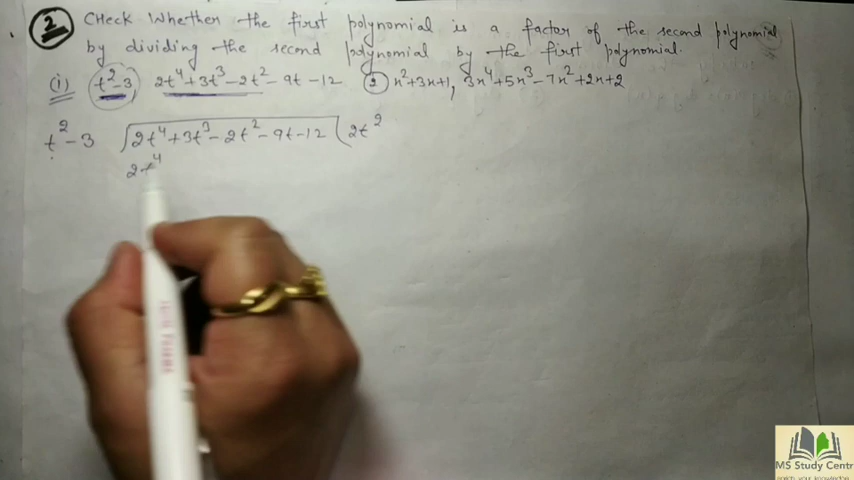 2 Check Whether the first polynomial is a factor of the second polynomial
by dividing the second polynomial by the first polynomial.
(i) t²-3, 2t⁴+3t³-2t²-9t-12 2 x²+3x+1, 3x⁴+5x³-7x²+2x+2
t²-3 2t⁴+3t³-2t²-9t-12 ( 2t²
2t⁴
MS Study Centr